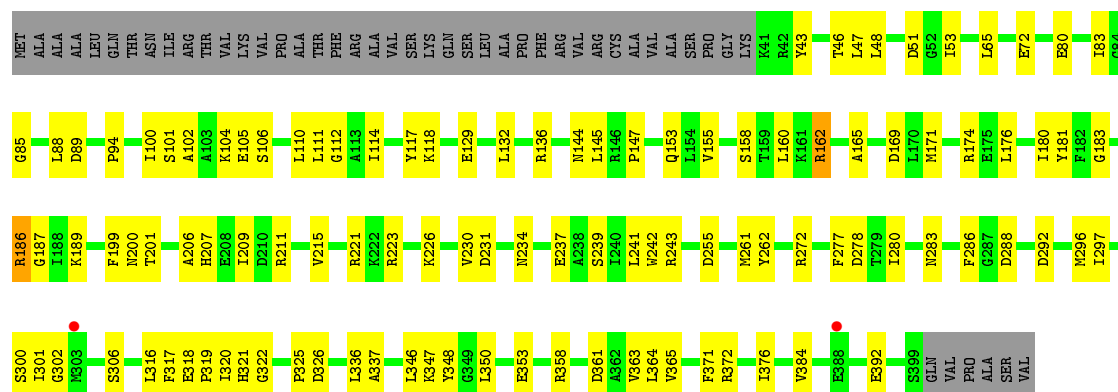 MET ALA ALA ALA LEU GLN THR ASN ILE ARG THR VAL LYS VAL PRO ALA THR PHE ARG ALA VAL SER LYS GLN SER LEU ALA PRO PHE ARG VAL ARG CYS ALA VAL ALA SER PRO GLY LYS K41 R42 Y43 T46 L47 L48 D51 G52 I53 L65 E72 E80 I83
G85 L88 D89 P94 I100 S101 A102 A103 K104 E105 S106 L110 L111 G112 A113 I114 Y117 K118 E129 L132 R136 N144 L145 R146 P147 Q153 L154 V155 S158 T159 L160 K161 R162 A165 D169 L170 M171 R174 E175 L176 I180 Y181 F182 G183
R186 G187 I188 K189 F199 N200 T201 A206 H207 E208 I209 D210 R211 V215 R221 K222 R223 K226 V230 D231 N234 E237 A238 S239 I240 L241 W242 R243 D255 M261 Y262 R272 F277 D278 T279 I280 N283 F286 G287 D288 D292 M296 I297
S300 I301 G302 M303 S306 L316 F317 E318 P319 I320 H321 G322 P325 D326 L336 A337 L346 K347 Y348 G349 L350 E353 R358 D361 A362 V363 L364 V365 F371 R372 I376 V384 E388 E392 S399 GLN VAL PRO ALA SER VAL